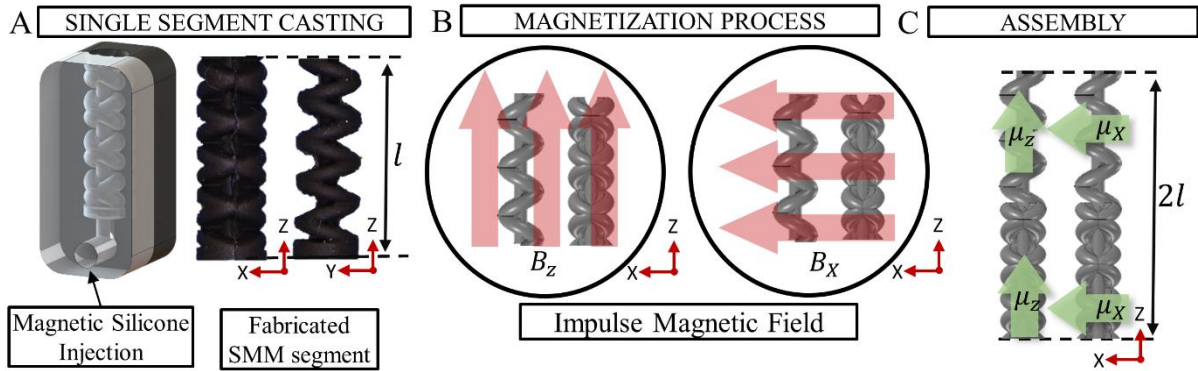 A SINGLE SEGMENT CASTING
l
Z
X
Z
Y
Magnetic Silicone
Injection
Fabricated
SMM segment
B MAGNETIZATION PROCESS
B_z
Z
X
B_X
Z
X
Impulse Magnetic Field
C ASSEMBLY
μ_Z
μ_X
2l
μ_Z
μ_X
Z
X